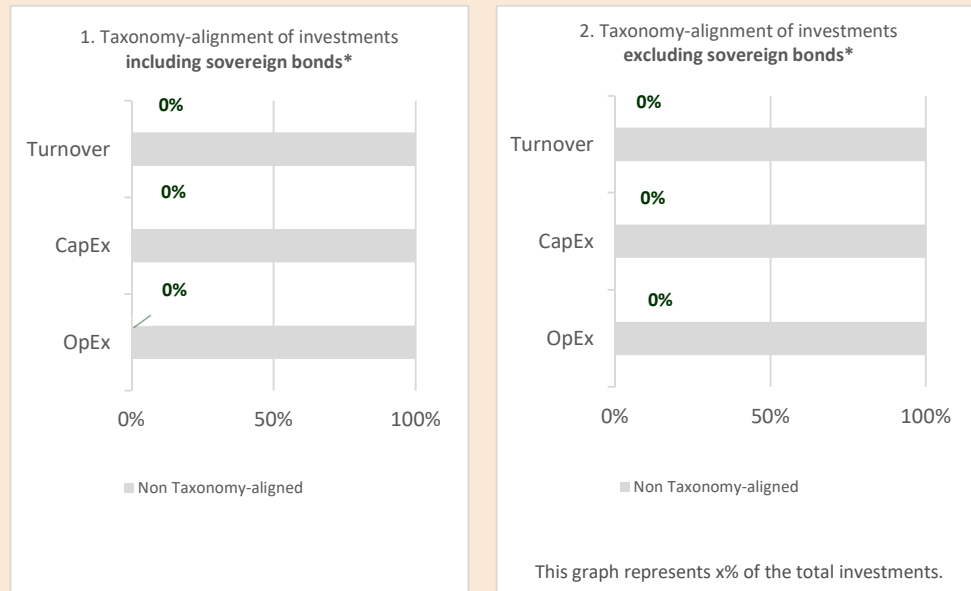 1. Taxonomy-alignment of investments
including sovereign bonds*
0%
Turnover
0%
CapEx
0%
OpEx
0%
50%
100%
Non Taxonomy-aligned
2. Taxonomy-alignment of investments
excluding sovereign bonds*
0%
Turnover
0%
CapEx
0%
OpEx
0%
50%
100%
Non Taxonomy-aligned
This graph represents x% of the total investments.